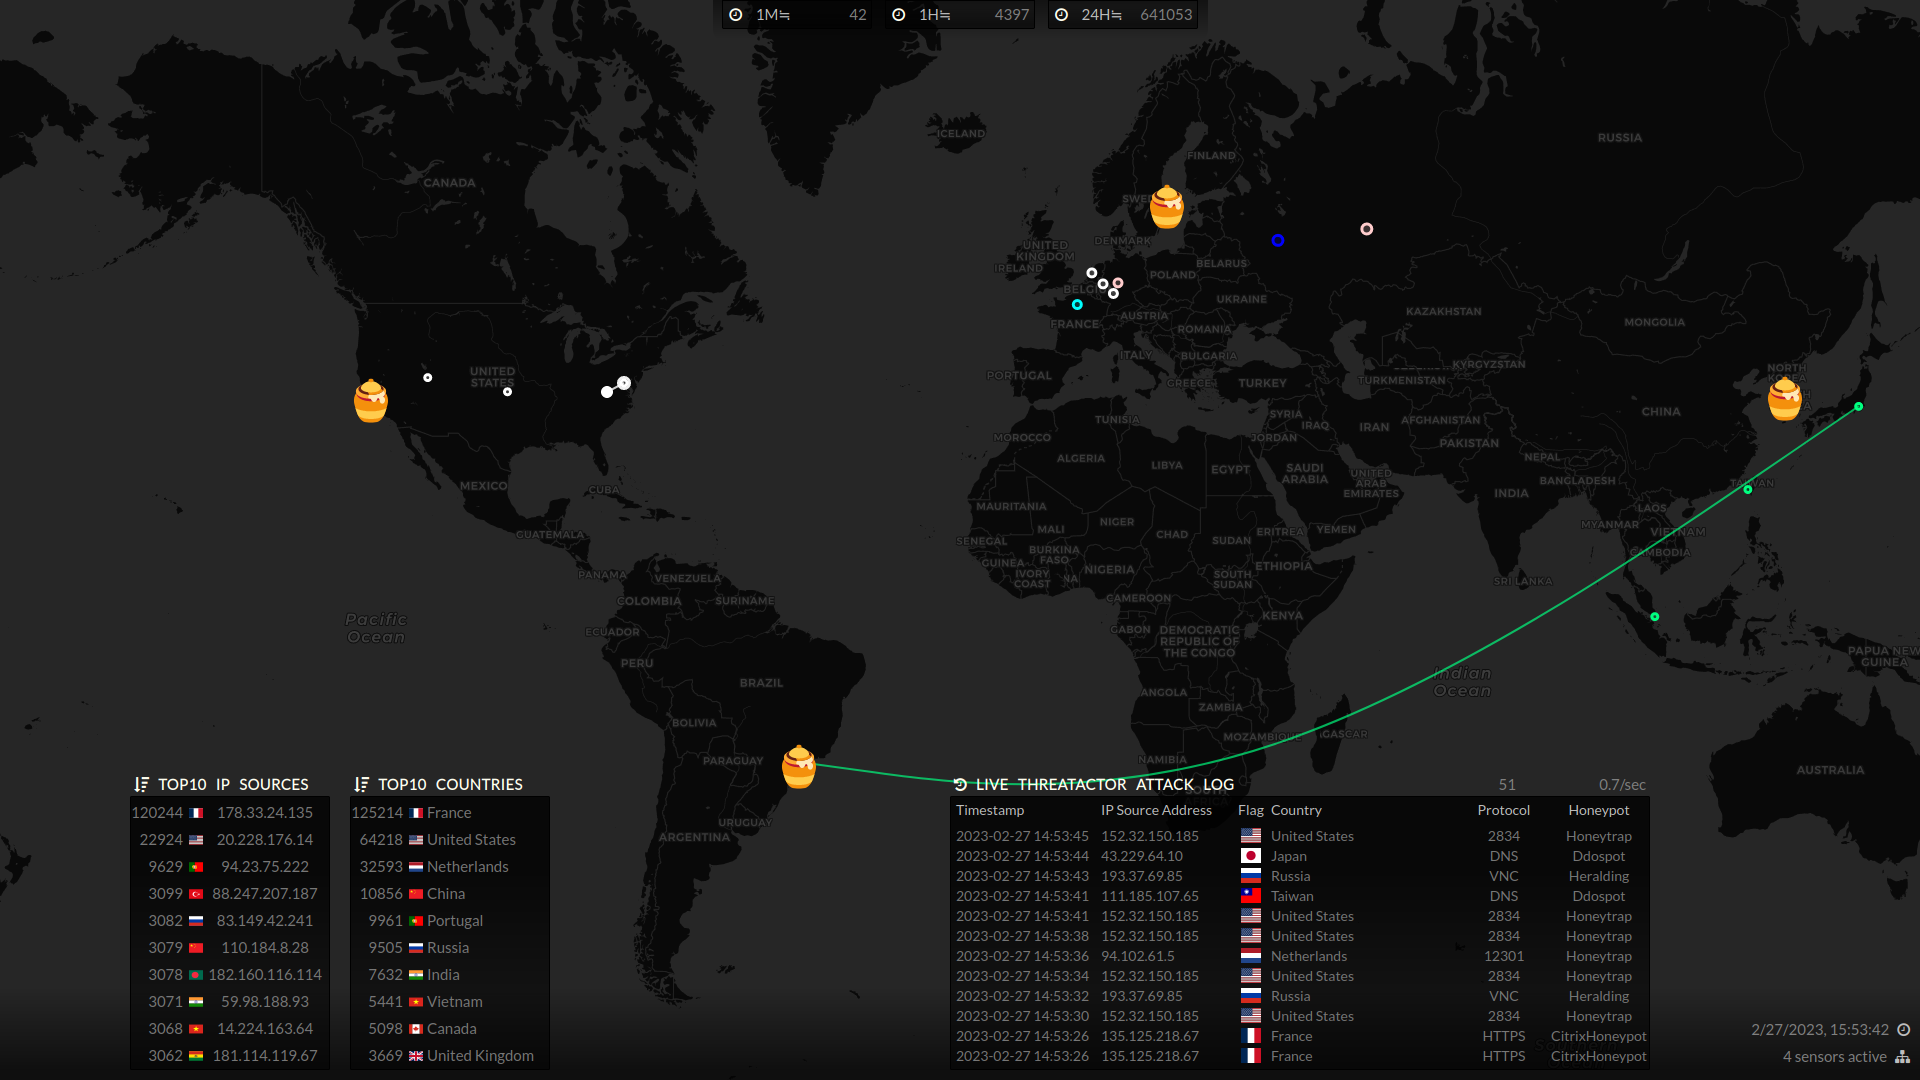 1M≒ 42
1H≒ 4397
24H≒ 641053
ICELAND
RUSSIA
FINLAND
CANADA
SWE
DENMARK
UNITED KINGDOM
IRELAND
BELARUS
POLAND
BELGI
UKRAINE
KAZAKHSTAN
AUSTRIA
FRANCE
MONGOLIA
ROMANIA
ITALY
BULGARIA
KYRGYZSTAN
UNITED STATES
PORTUGAL
GREECE
TURKEY
TURKMENISTAN
NORTH KOREA
CHINA
SYRIA
TUNISIA
AFGHANISTAN
IRAQ
IRAN
MOROCCO
JORDAN
PAKISTAN
ALGERIA
LIBYA
EGYPT
SAUDI ARABIA
NEPAL
UNITED ARAB EMIRATES
BANGLADESH
TAIWAN
MEXICO
CUBA
INDIA
MAURITANIA
LAOS
MYANMAR
VIETNAM
NIGER
MALI
CHAD
ERITREA
YEMEN
GUATEMALA
SENEGAL
SUDAN
BURKINA FASO
CAMBODIA
GUINEA
NIGERIA
ETHIOPIA
PANAMA
VENEZUELA
IVORY COAST
NA
SOUTH SUDAN
SRI LANKA
COLOMBIA
SURINAME
CAMEROON
KENYA
Pacific Ocean
ECUADOR
GABON
DEMOCRATIC REPUBLIC OF THE CONGO
PERU
PAPUA NEW GUINEA
BRAZIL
Indian Ocean
ANGOLA
ZAMBIA
BOLIVIA
MOZAMBIQUE
GASCAR
PARAGUAY
NAMIBIA
AUSTRALIA
SOUTH
URUGUAY
ARGENTINA
TOP10 IP SOURCES
120244 178.33.24.135
22924 20.228.176.14
9629 94.23.75.222
3099 88.247.207.187
3082 83.149.42.241
3079 110.184.8.28
3078 182.160.116.114
3071 59.98.188.93
3068 14.224.163.64
3062 181.114.119.67
TOP10 COUNTRIES
125214 France
64218 United States
32593 Netherlands
10856 China
9961 Portugal
9505 Russia
7632 India
5441 Vietnam
5098 Canada
3669 United Kingdom
LIVE THREATACTOR ATTACK LOG 51 0.7/sec
Timestamp IP Source Address Flag Country Protocol Honeypot
2023-02-27 14:53:45 152.32.150.185 United States 2834 Honeytrap
2023-02-27 14:53:44 43.229.64.10 Japan DNS Ddospot
2023-02-27 14:53:43 193.37.69.85 Russia VNC Heralding
2023-02-27 14:53:41 111.185.107.65 Taiwan DNS Ddospot
2023-02-27 14:53:41 152.32.150.185 United States 2834 Honeytrap
2023-02-27 14:53:38 152.32.150.185 United States 2834 Honeytrap
2023-02-27 14:53:36 94.102.61.5 Netherlands 12301 Honeytrap
2023-02-27 14:53:34 152.32.150.185 United States 2834 Honeytrap
2023-02-27 14:53:32 193.37.69.85 Russia VNC Heralding
2023-02-27 14:53:30 152.32.150.185 United States 2834 Honeytrap
2023-02-27 14:53:26 135.125.218.67 France HTTPS CitrixHoneypot
2023-02-27 14:53:26 135.125.218.67 France HTTPS CitrixHoneypot
2/27/2023, 15:53:42
4 sensors active